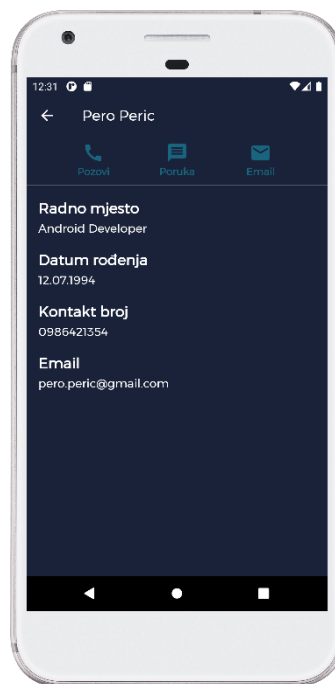 12:31
Pero Peric
Pozovi Poruka Email
Radno mjesto
Android Developer
Datum rođenja
12.07.1994
Kontakt broj
0986421354
Email
pero.peric@gmail.com